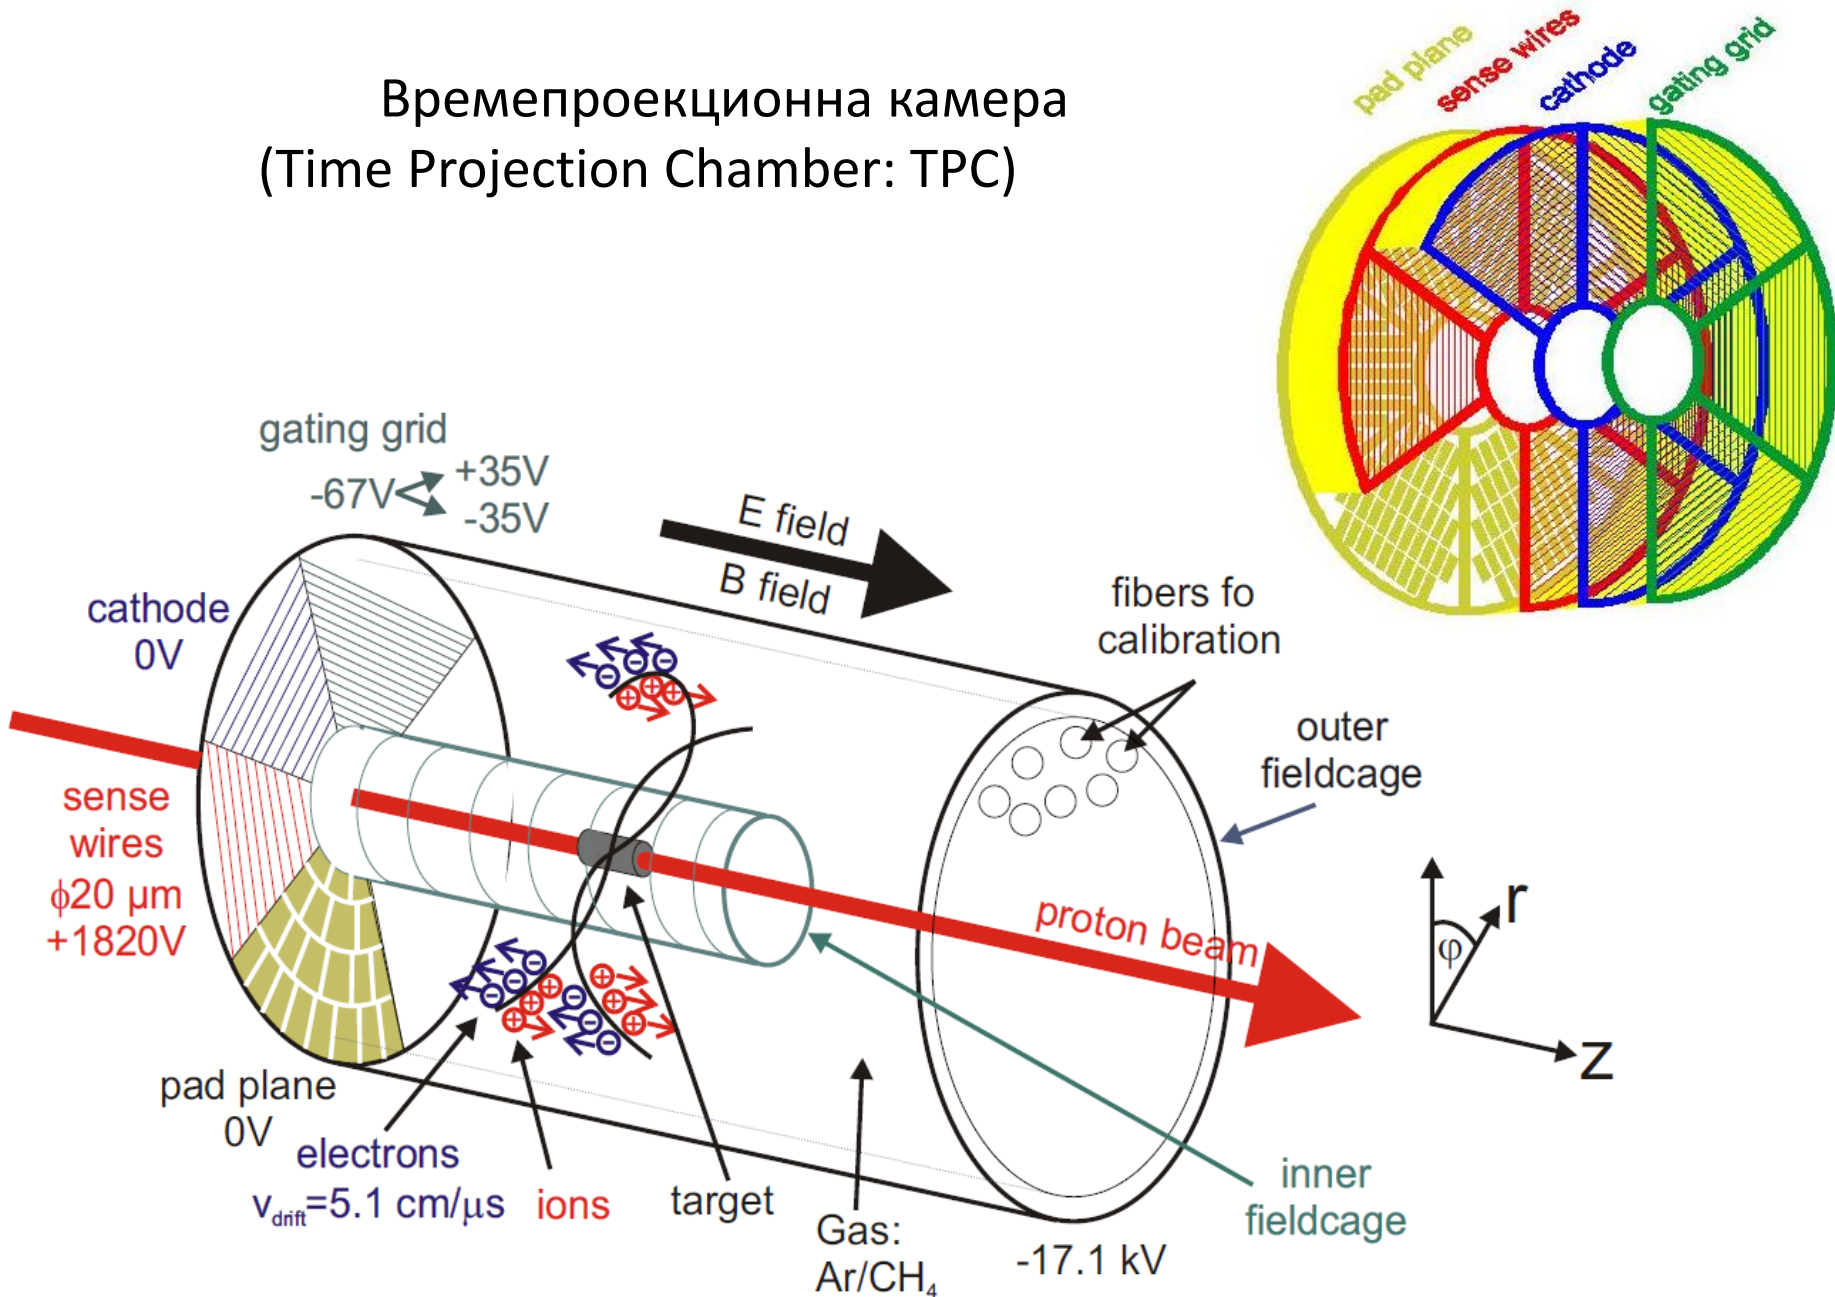 Времепроекционна камера
(Time Projection Chamber: TPC)
pad plane
sense wires
cathode
gating grid
gating grid
-67V
+35V
-35V
E field
B field
cathode
0V
fibers fo
calibration
outer
fieldcage
sense
wires
ϕ20 µm
+1820V
proton beam
r
φ
z
pad plane
0V
electrons
vdrift=5.1 cm/µs
ions
target
Gas:
Ar/CH4
-17.1 kV
inner
fieldcage